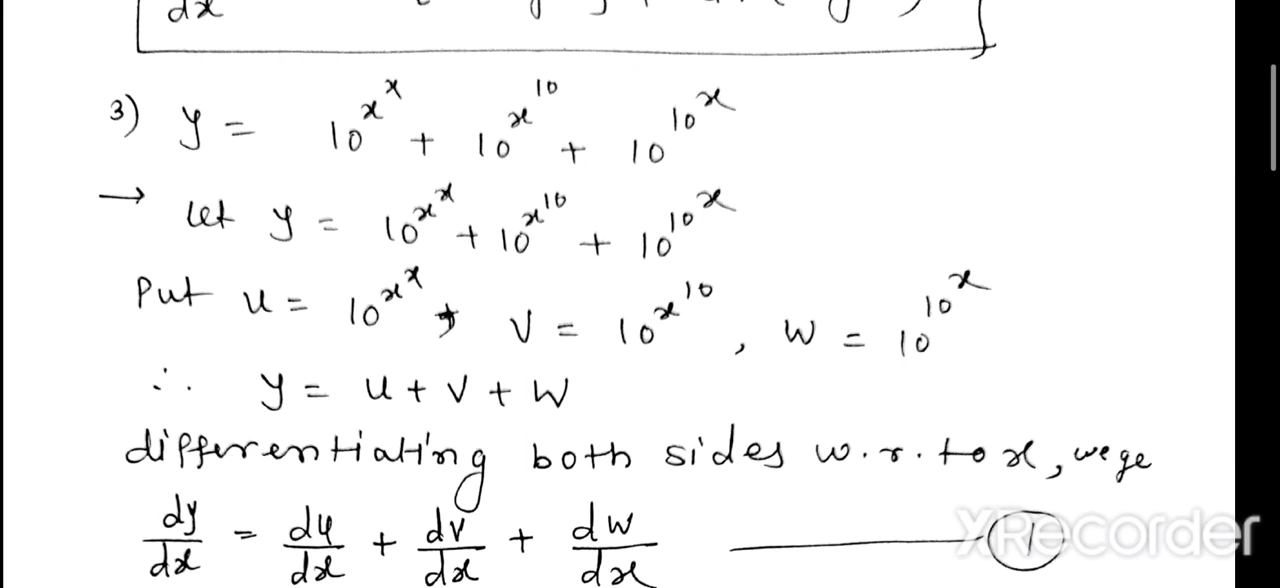 dx
3) y = 10^{x^x} + 10^{x^{10}} + 10^{10^x}
→ Let y = 10^{x^x} + 10^{x^{10}} + 10^{10^x}
Put u = 10^{x^x}, v = 10^{x^{10}}, w = 10^{10^x}
∴ y = u + v + w
differentiating both sides w.r.to x, we ge
dy/dx = du/dx + dv/dx + dw/dx ——— ①
XRecorder